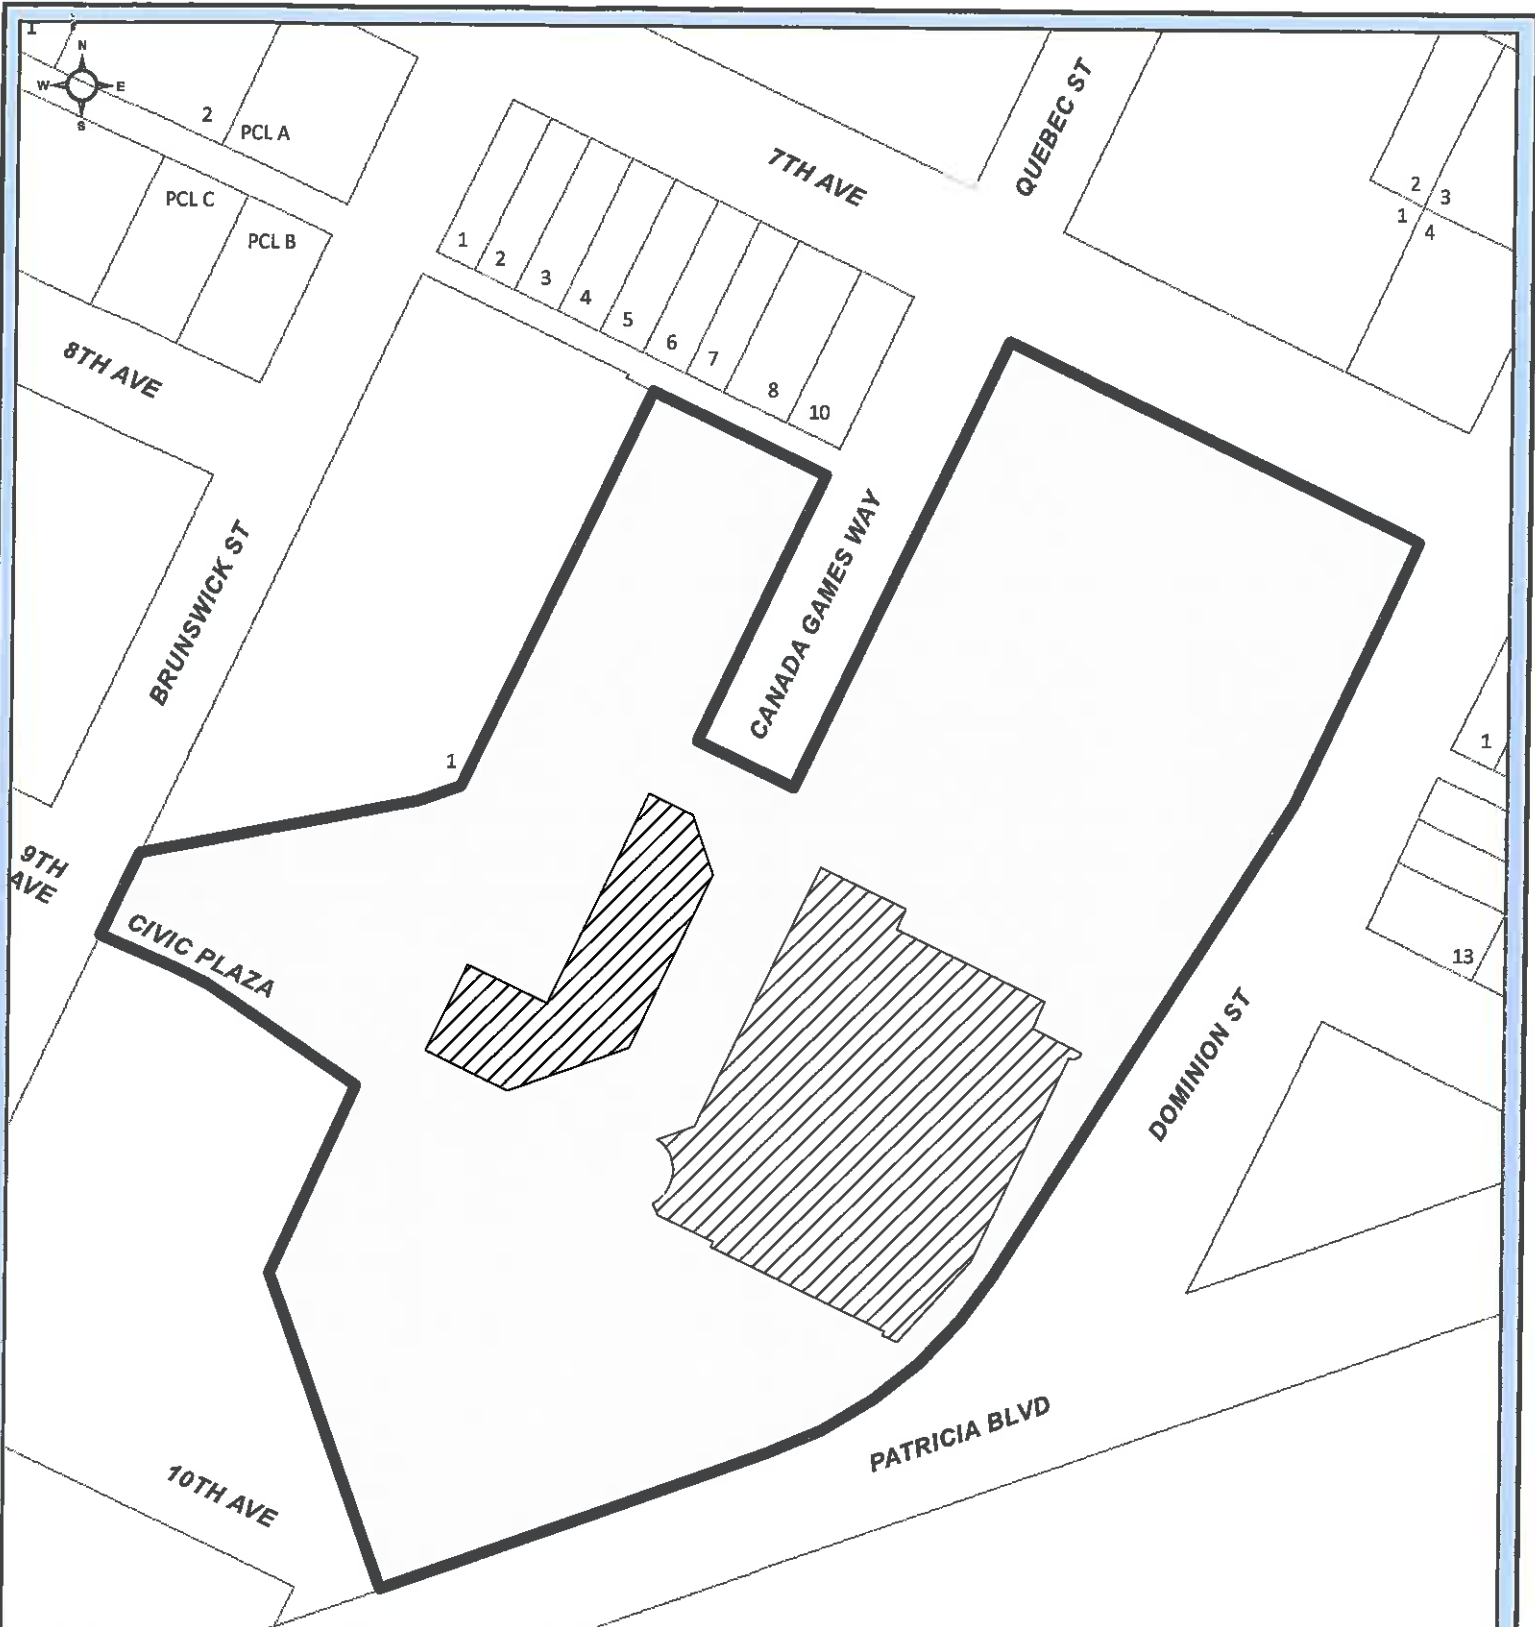 1
N
W E
S
2
PCL A
PCL C
PCL B
7TH AVE
QUEBEC ST
2
3
1
4
1
2
3
4
5
6
7
8
10
8TH AVE
BRUNSWICK ST
CANADA GAMES WAY
1
1
9TH
AVE
CIVIC PLAZA
13
DOMINION ST
PATRICIA BLVD
10TH AVE